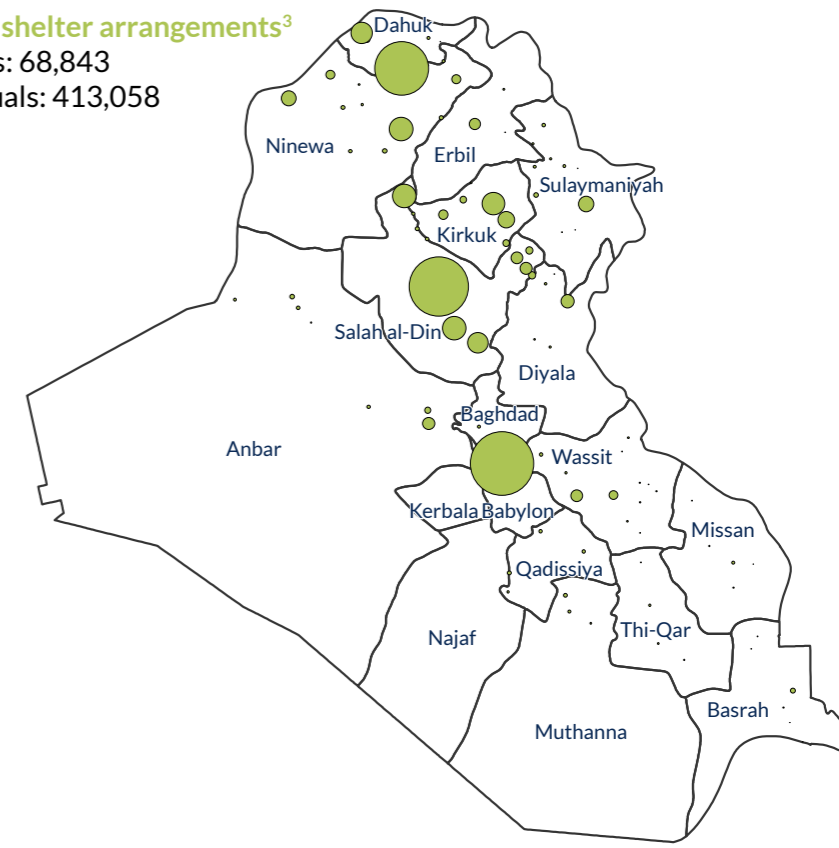 shelter arrangements³
s: 68,843
uals: 413,058
Dahuk
Ninewa
Erbil
Sulaymaniyah
Kirkuk
Salah al-Din
Diyala
Baghdad
Anbar
Wassit
Kerbala
Babylon
Missan
Qadissiya
Najaf
Thi-Qar
Basrah
Muthanna